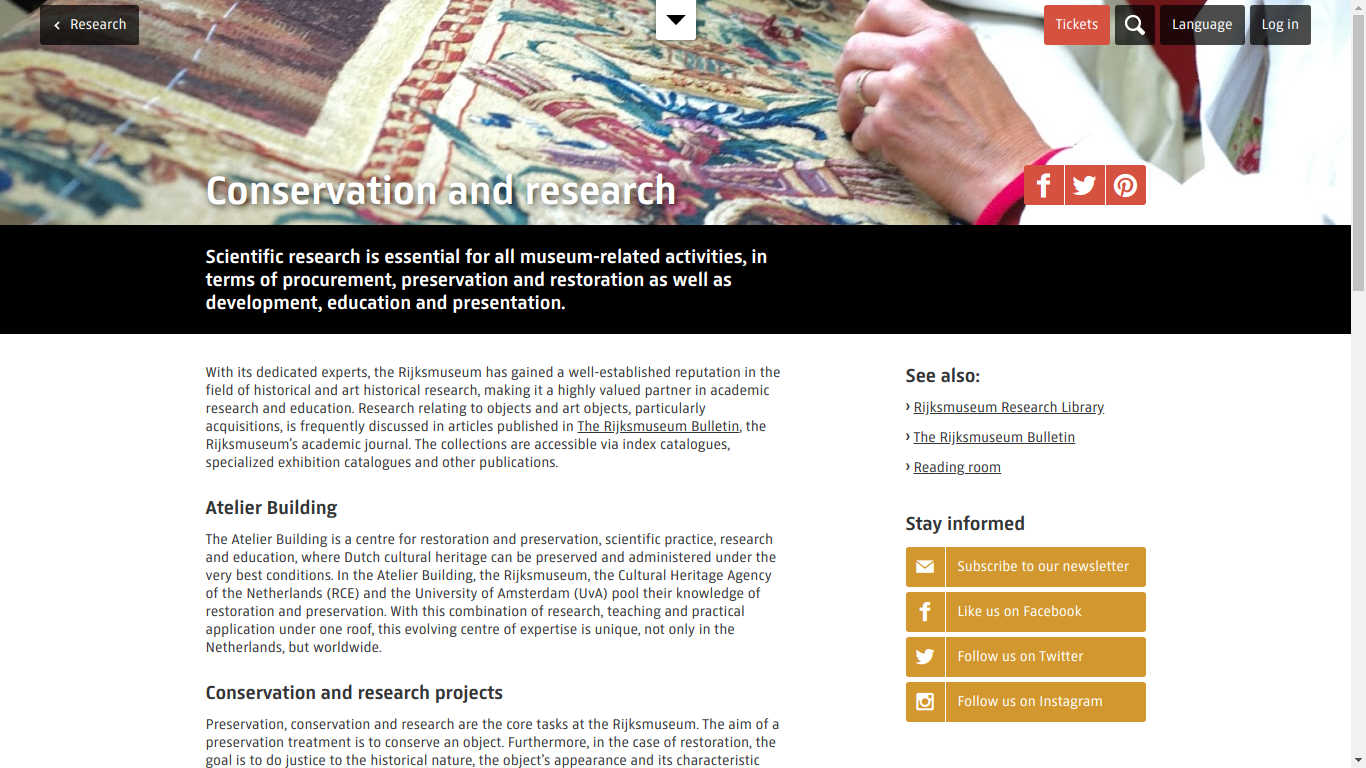 Research
Tickets
Language
Log in
Conservation and research
Scientific research is essential for all museum-related activities, in
terms of procurement, preservation and restoration as well as
development, education and presentation.
With its dedicated experts, the Rijksmuseum has gained a well-established reputation in the
field of historical and art historical research, making it a highly valued partner in academic
research and education. Research relating to objects and art objects, particularly
acquisitions, is frequently discussed in articles published in The Rijksmuseum Bulletin, the
Rijksmuseum's academic journal. The collections are accessible via index catalogues,
specialized exhibition catalogues and other publications.
Atelier Building
The Atelier Building is a centre for restoration and preservation, scientific practice, research
and education, where Dutch cultural heritage can be preserved and administered under the
very best conditions. In the Atelier Building, the Rijksmuseum, the Cultural Heritage Agency
of the Netherlands (RCE) and the University of Amsterdam (UvA) pool their knowledge of
restoration and preservation. With this combination of research, teaching and practical
application under one roof, this evolving centre of expertise is unique, not only in the
Netherlands, but worldwide.
Conservation and research projects
Preservation, conservation and research are the core tasks at the Rijksmuseum. The aim of a
preservation treatment is to conserve an object. Furthermore, in the case of restoration, the
goal is to do justice to the historical nature, the object's appearance and its characteristic
See also:
› Rijksmuseum Research Library
› The Rijksmuseum Bulletin
› Reading room
Stay informed
Subscribe to our newsletter
Like us on Facebook
Follow us on Twitter
Follow us on Instagram